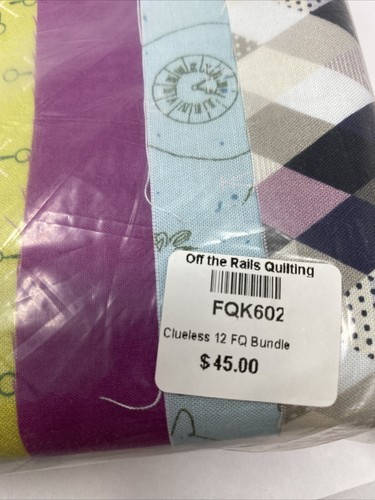 Off the Rails Quilting
FQK602
Clueless 12 FQ Bundle
$45.00